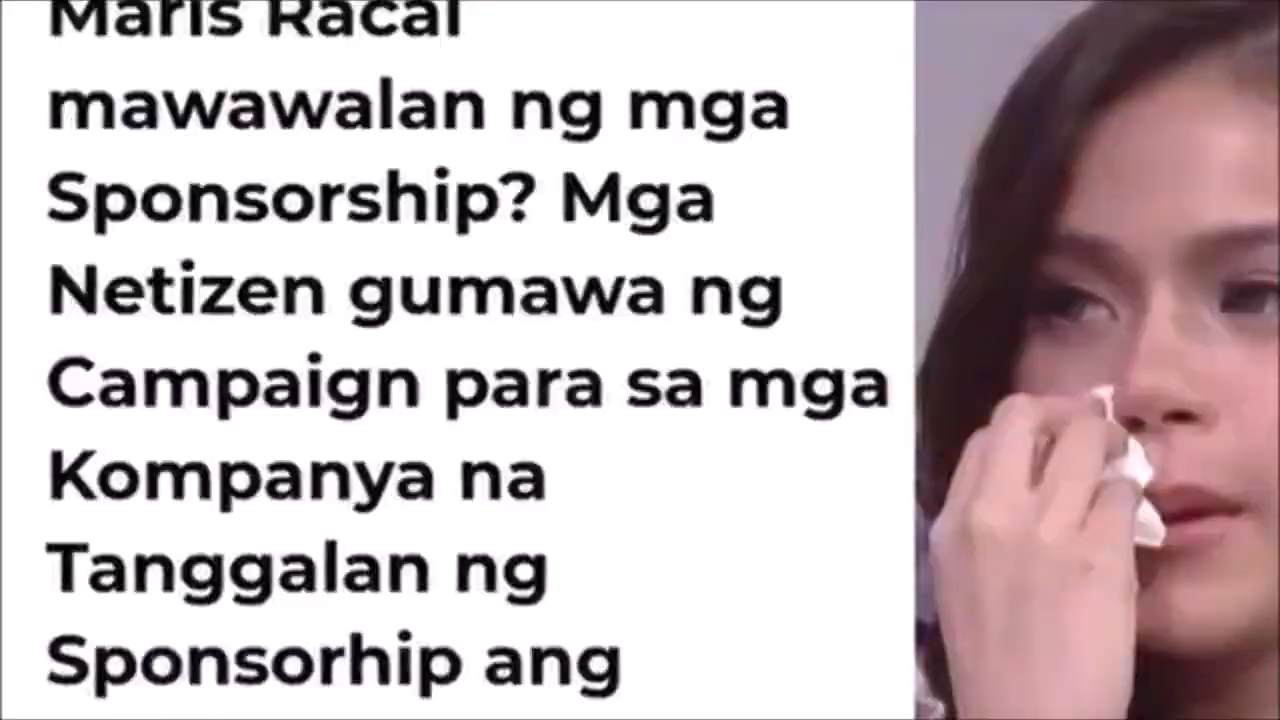 Maris Racal
mawawalan ng mga
Sponsorship? Mga
Netizen gumawa ng
Campaign para sa mga
Kompanya na
Tanggalan ng
Sponsorhip ang